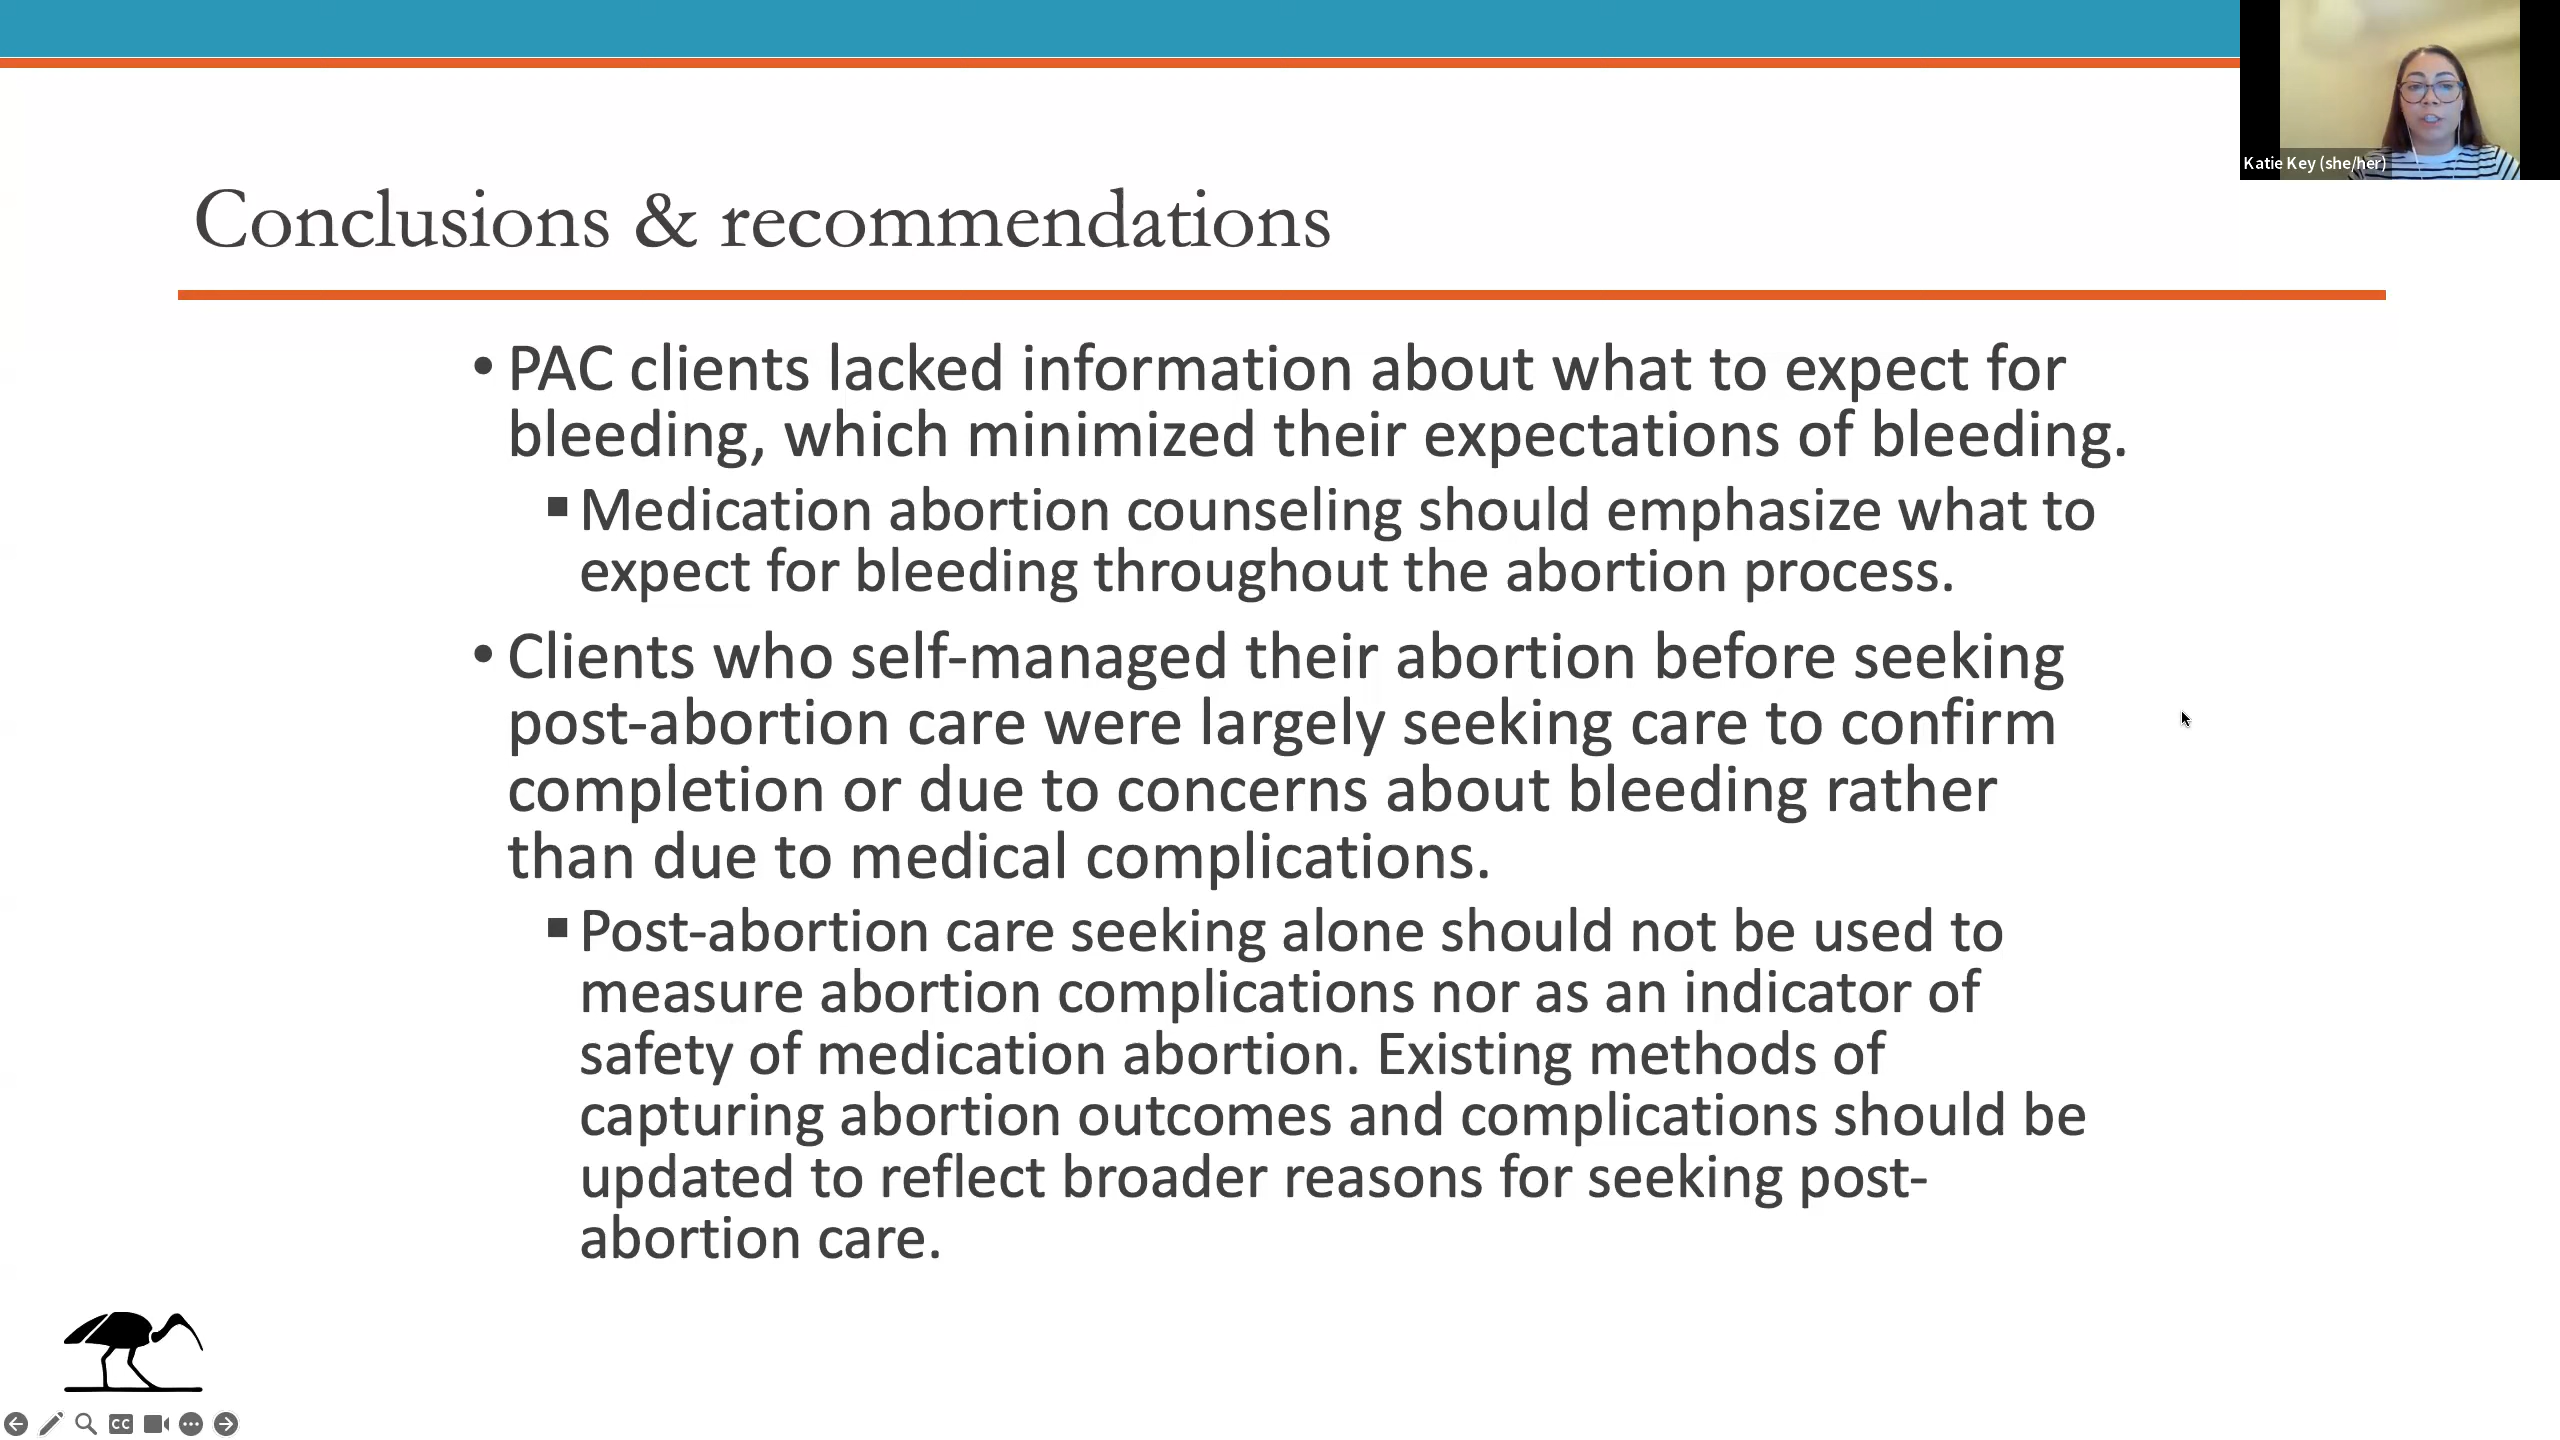 Katie Key (she/her)
Conclusions & recommendations
• PAC clients lacked information about what to expect for
bleeding, which minimized their expectations of bleeding.
▪ Medication abortion counseling should emphasize what to
expect for bleeding throughout the abortion process.
• Clients who self-managed their abortion before seeking
post-abortion care were largely seeking care to confirm
completion or due to concerns about bleeding rather
than due to medical complications.
▪ Post-abortion care seeking alone should not be used to
measure abortion complications nor as an indicator of
safety of medication abortion. Existing methods of
capturing abortion outcomes and complications should be
updated to reflect broader reasons for seeking post-
abortion care.
CC